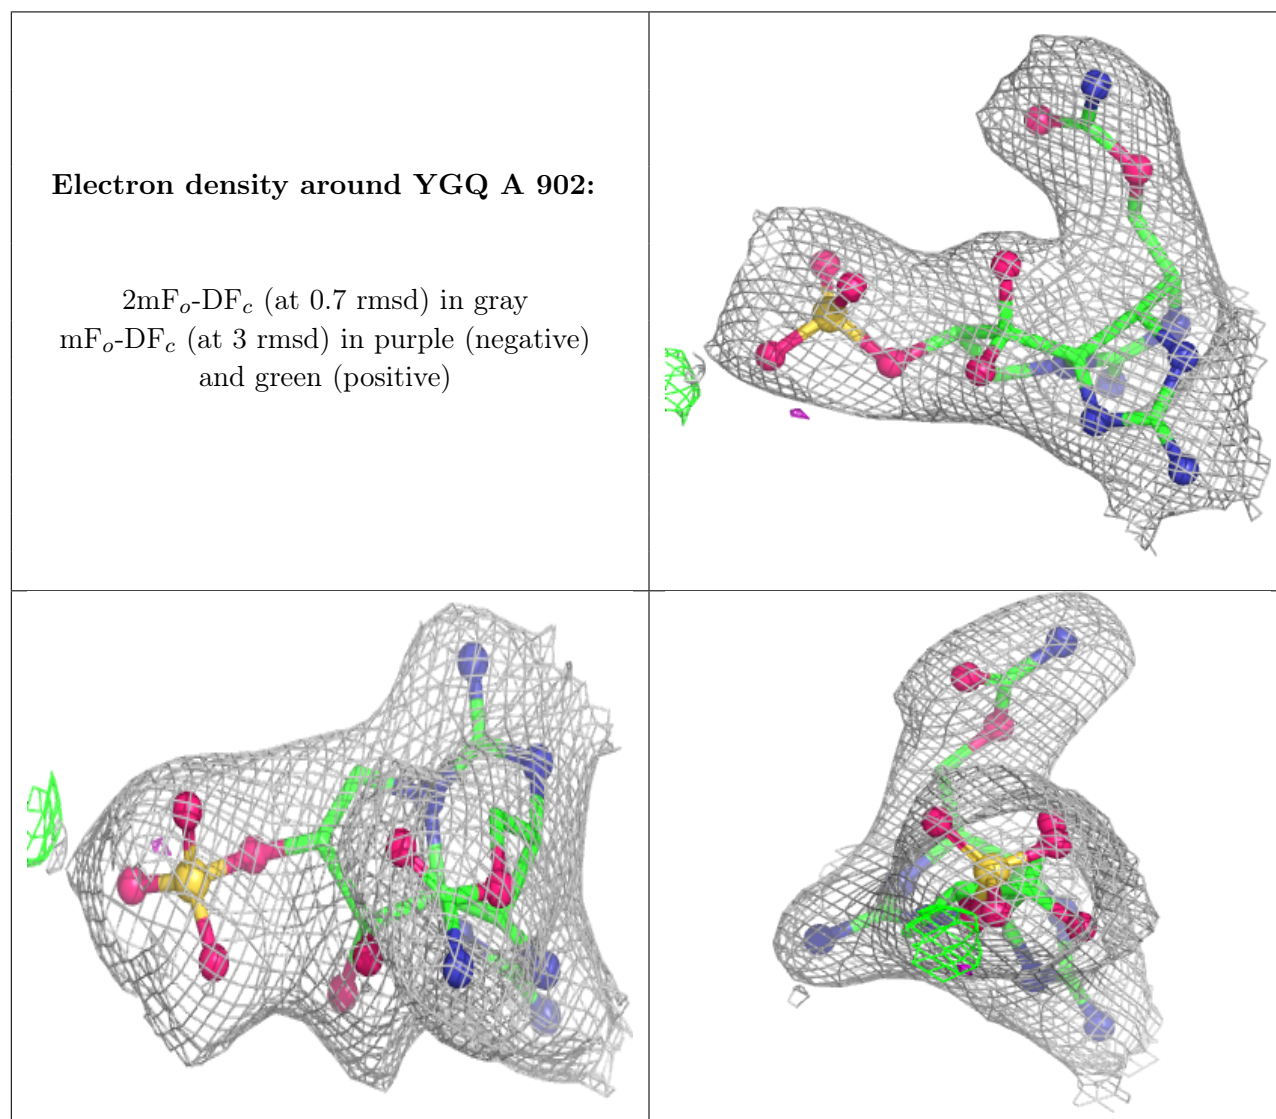 Electron density around YGQ A 902:
2mFo-DFc (at 0.7 rmsd) in gray
mFo-DFc (at 3 rmsd) in purple (negative)
and green (positive)